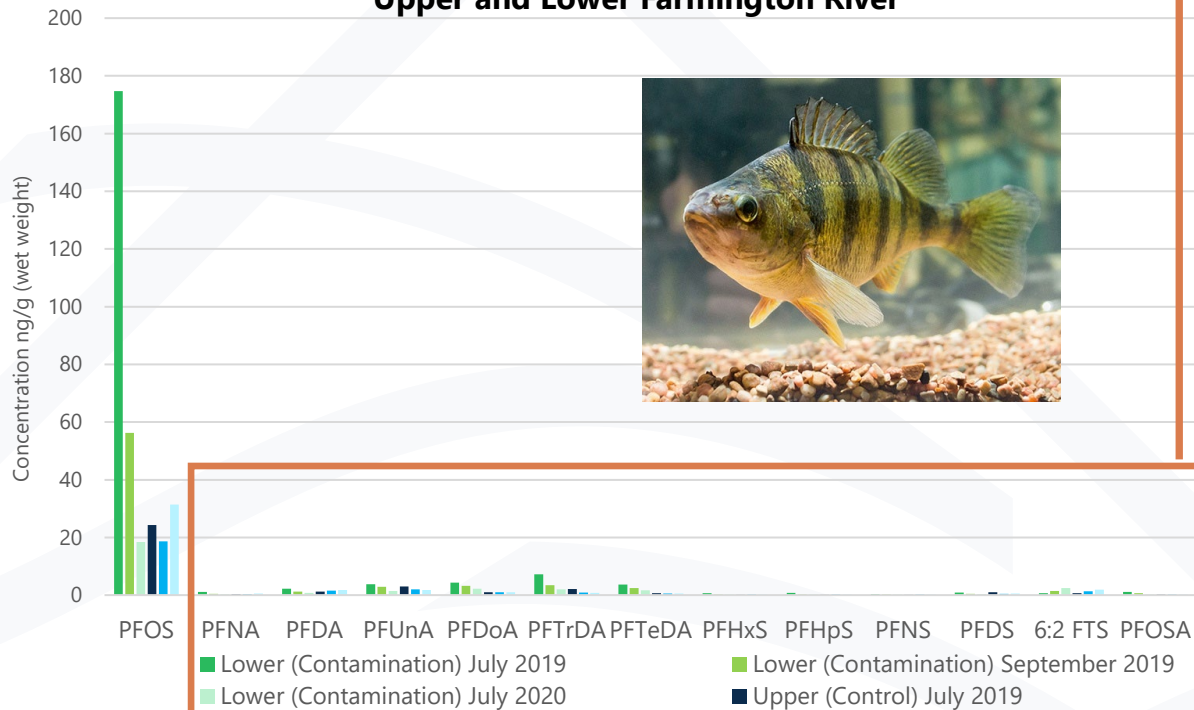 Upper and Lower Farmington River
Concentration ng/g (wet weight)
200
180
160
140
120
100
80
60
40
20
0
PFOS PFNA PFDA PFUnA PFDoA PFTrDA PFTeDA PFHxS PFHpS PFNS PFDS 6:2 FTS PFOSA
Lower (Contamination) July 2019
Lower (Contamination) September 2019
Lower (Contamination) July 2020
Upper (Control) July 2019